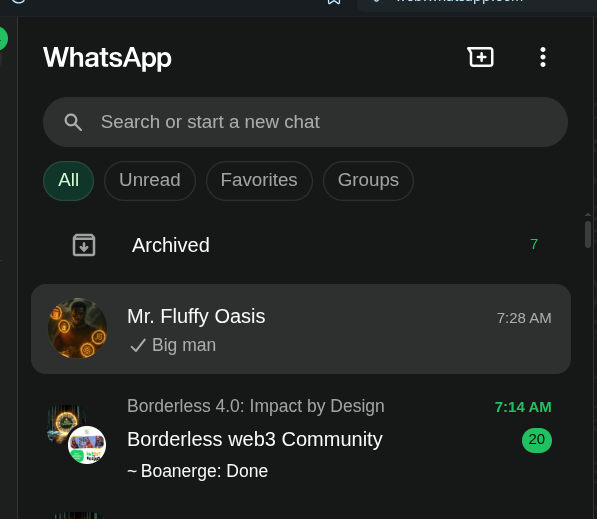 WhatsApp
Search or start a new chat
All Unread Favorites Groups
Archived 7
Mr. Fluffy Oasis 7:28 AM
Big man
Borderless 4.0: Impact by Design 7:14 AM
Borderless web3 Community 20
~ Boanerge: Done